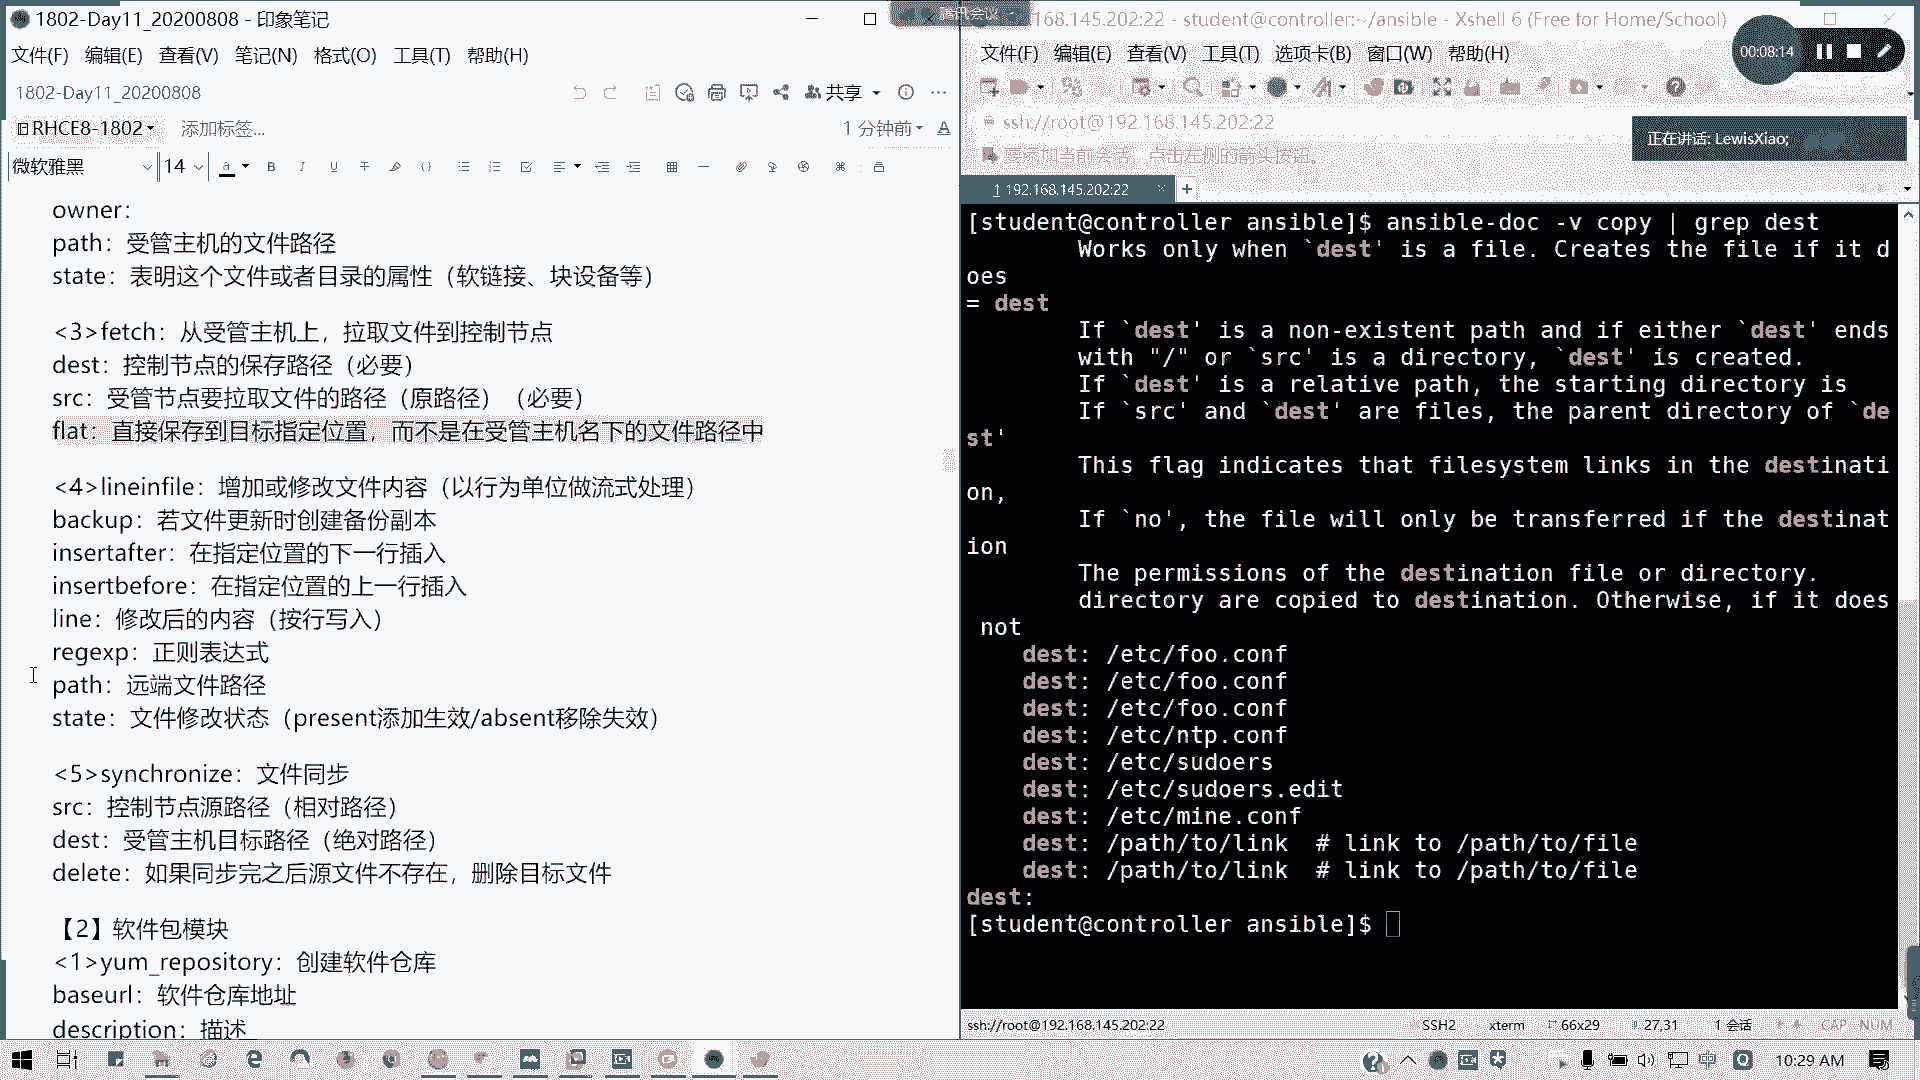 1802-Day11_20200808 - 印象笔记
文件(F) 编辑(E) 查看(V) 笔记(N) 格式(O) 工具(T) 帮助(H)
1802-Day11_20200808
共享
RHCE8-1802
添加标签...
1 分钟前
微软雅黑
14
owner：
path：受管主机的文件路径
state：表明这个文件或者目录的属性（软链接、块设备等）
<3>fetch：从受管主机上，拉取文件到控制节点
dest：控制节点的保存路径（必要）
src：受管节点要拉取文件的路径（原路径）（必要）
flat：直接保存到目标指定位置，而不是在受管主机名下的文件路径中
<4>lineinfile：增加或修改文件内容（以行为单位做流式处理）
backup：若文件更新时创建备份副本
insertafter：在指定位置的下一行插入
insertbefore：在指定位置的上一行插入
line：修改后的内容（按行写入）
regexp：正则表达式
path：远端文件路径
state：文件修改状态（present添加生效/absent移除失效）
<5>synchronize：文件同步
src：控制节点源路径（相对路径）
dest：受管主机目标路径（绝对路径）
delete：如果同步完之后源文件不存在，删除目标文件
【2】软件包模块
<1>yum_repository：创建软件仓库
baseurl：软件仓库地址
description：描述
腾讯会议
168.145.202:22 - student@controller:~/ansible - Xshell 6 (Free for Home/School)
00:08:14
文件(F) 编辑(E) 查看(V) 工具(T) 选项卡(B) 窗口(W) 帮助(H)
ssh://root@192.168.145.202:22
正在讲话: LewisXiao;
要添加当前会话，点击左侧的箭头按钮。
1 192.168.145.202:22
[student@controller ansible]$ ansible-doc -v copy | grep dest
Works only when `dest' is a file. Creates the file if it d
oes
= dest
If `dest' is a non-existent path and if either `dest' ends
with "/" or `src' is a directory, `dest' is created.
If `dest' is a relative path, the starting directory is
If `src' and `dest' are files, the parent directory of `de
st'
This flag indicates that filesystem links in the destinati
on,
If `no', the file will only be transferred if the destinat
ion
The permissions of the destination file or directory.
directory are copied to destination. Otherwise, if it does
not
dest: /etc/foo.conf
dest: /etc/foo.conf
dest: /etc/foo.conf
dest: /etc/ntp.conf
dest: /etc/sudoers
dest: /etc/sudoers.edit
dest: /etc/mine.conf
dest: /path/to/link  # link to /path/to/file
dest: /path/to/link  # link to /path/to/file
dest:
[student@controller ansible]$
ssh://root@192.168.145.202:22 SSH2 xterm 66x29 27,31 1 会话 CAP NUM
中
10:29 AM